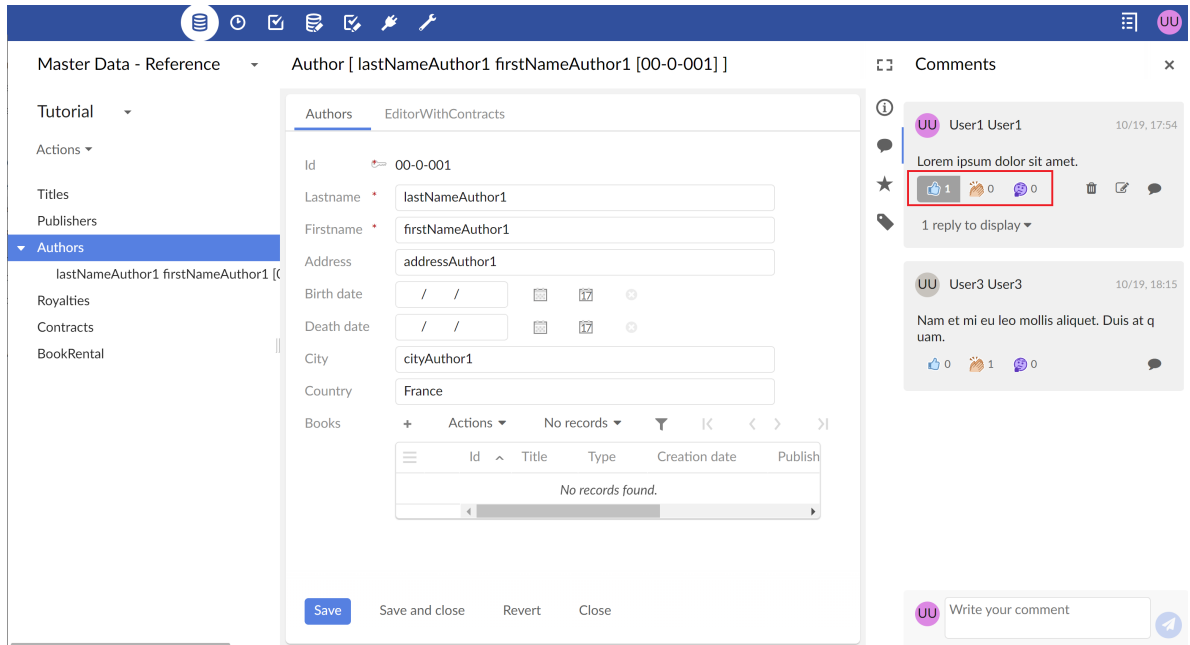 UU
Master Data - Reference
Tutorial
Actions
Titles
Publishers
Authors
lastNameAuthor1 firstNameAuthor1 [
Royalties
Contracts
BookRental
Author [ lastNameAuthor1 firstNameAuthor1 [00-0-001] ]
Authors EditorWithContracts
Id 00-0-001
Lastname * lastNameAuthor1
Firstname * firstNameAuthor1
Address addressAuthor1
Birth date / / 17
Death date / / 17
City cityAuthor1
Country France
Books + Actions No records
Id Title Type Creation date Publish
No records found.
Save Save and close Revert Close
Comments
UU User1 User1 10/19, 17:54
Lorem ipsum dolor sit amet.
1 0 0
1 reply to display
UU User3 User3 10/19, 18:15
Nam et mi eu leo mollis aliquet. Duis at q
uam.
0 1 0
UU Write your comment